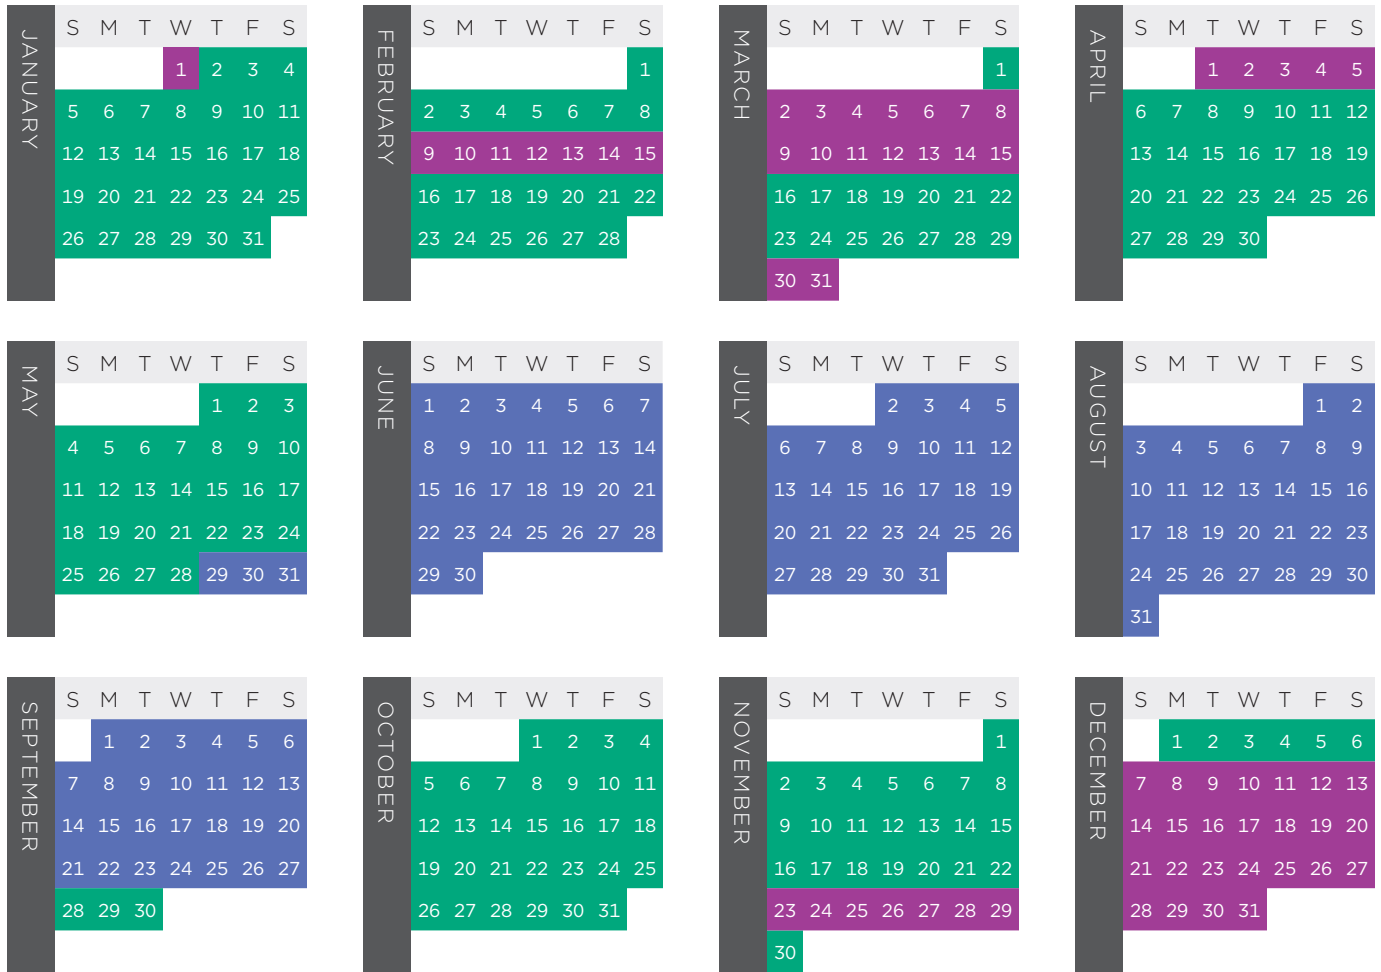 JANUARY
S M T W T F S
1 2 3 4
5 6 7 8 9 10 11
12 13 14 15 16 17 18
19 20 21 22 23 24 25
26 27 28 29 30 31
FEBRUARY
S M T W T F S
1
2 3 4 5 6 7 8
9 10 11 12 13 14 15
16 17 18 19 20 21 22
23 24 25 26 27 28
MARCH
S M T W T F S
1
2 3 4 5 6 7 8
9 10 11 12 13 14 15
16 17 18 19 20 21 22
23 24 25 26 27 28 29
30 31
APRIL
S M T W T F S
1 2 3 4 5
6 7 8 9 10 11 12
13 14 15 16 17 18 19
20 21 22 23 24 25 26
27 28 29 30
MAY
S M T W T F S
1 2 3
4 5 6 7 8 9 10
11 12 13 14 15 16 17
18 19 20 21 22 23 24
25 26 27 28 29 30 31
JUNE
S M T W T F S
1 2 3 4 5 6 7
8 9 10 11 12 13 14
15 16 17 18 19 20 21
22 23 24 25 26 27 28
29 30
JULY
S M T W T F S
2 3 4 5
6 7 8 9 10 11 12
13 14 15 16 17 18 19
20 21 22 23 24 25 26
27 28 29 30 31
AUGUST
S M T W T F S
1 2
3 4 5 6 7 8 9
10 11 12 13 14 15 16
17 18 19 20 21 22 23
24 25 26 27 28 29 30
31
SEPTEMBER
S M T W T F S
1 2 3 4 5 6
7 8 9 10 11 12 13
14 15 16 17 18 19 20
21 22 23 24 25 26 27
28 29 30
OCTOBER
S M T W T F S
1 2 3 4
5 6 7 8 9 10 11
12 13 14 15 16 17 18
19 20 21 22 23 24 25
26 27 28 29 30 31
NOVEMBER
S M T W T F S
1
2 3 4 5 6 7 8
9 10 11 12 13 14 15
16 17 18 19 20 21 22
23 24 25 26 27 28 29
30
DECEMBER
S M T W T F S
1 2 3 4 5 6
7 8 9 10 11 12 13
14 15 16 17 18 19 20
21 22 23 24 25 26 27
28 29 30 31